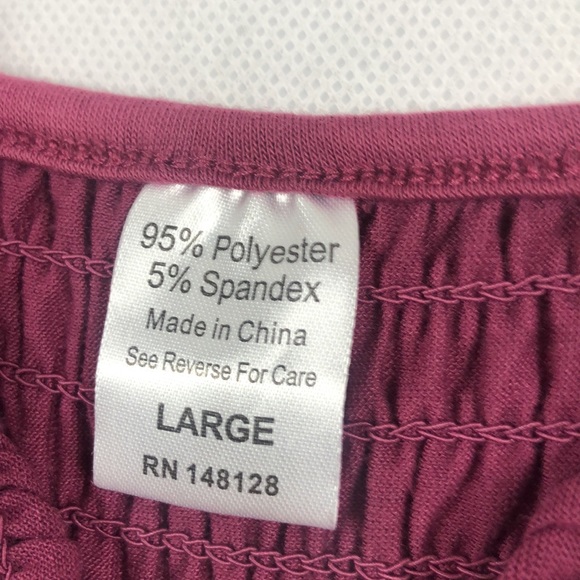 95% Polyester
5% Spandex
Made in China
See Reverse For Care
LARGE
RN 148128